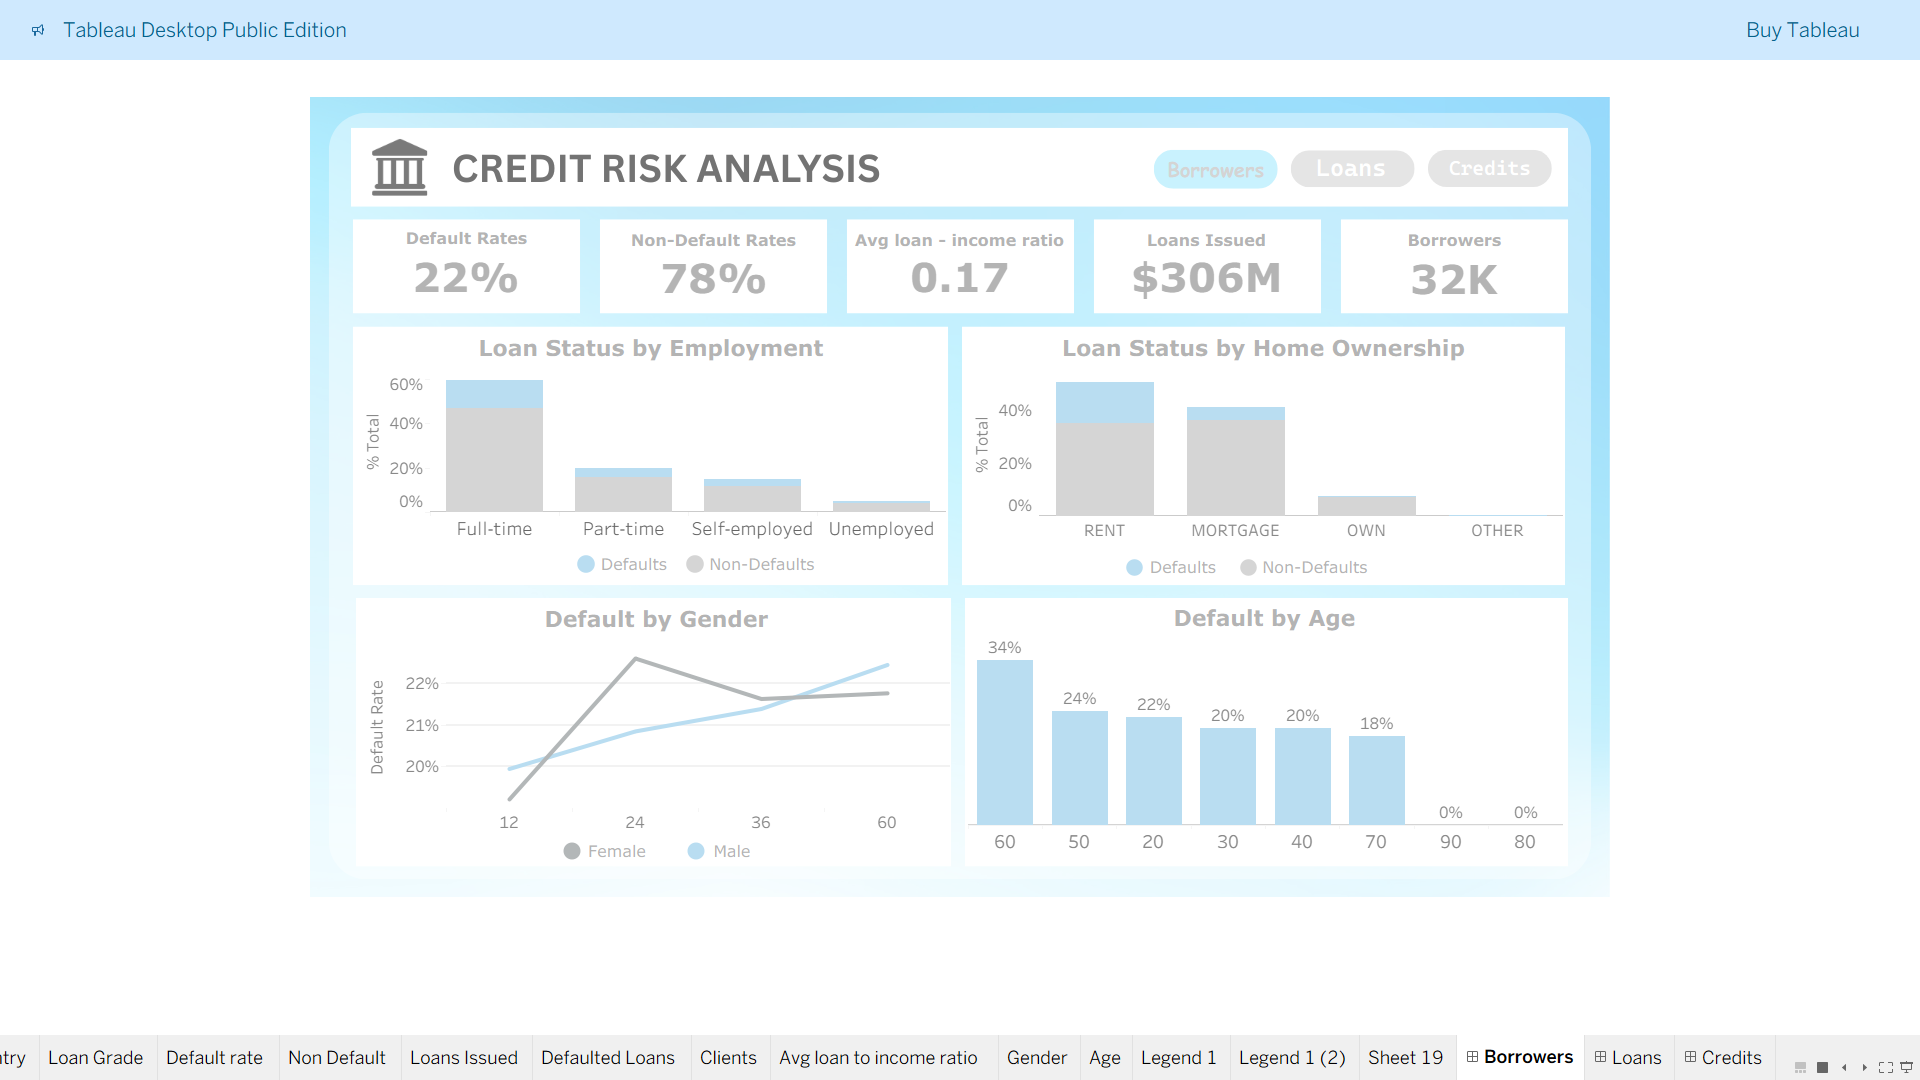 Tableau Desktop Public Edition
Buy Tableau
CREDIT RISK ANALYSIS
Borrowers
Loans
Credits
Default Rates
22%
Non-Default Rates
78%
Avg loan - income ratio
0.17
Loans Issued
$306M
Borrowers
32K
Loan Status by Employment
% Total
60%
40%
20%
0%
Full-time
Part-time
Self-employed
Unemployed
Defaults
Non-Defaults
Loan Status by Home Ownership
% Total
40%
20%
0%
RENT
MORTGAGE
OWN
OTHER
Defaults
Non-Defaults
Default by Gender
Default Rate
22%
21%
20%
12
24
36
60
Female
Male
Default by Age
34%
24%
22%
20%
20%
18%
0%
0%
60
50
20
30
40
70
90
80
ntry
Loan Grade
Default rate
Non Default
Loans Issued
Defaulted Loans
Clients
Avg loan to income ratio
Gender
Age
Legend 1
Legend 1 (2)
Sheet 19
Borrowers
Loans
Credits